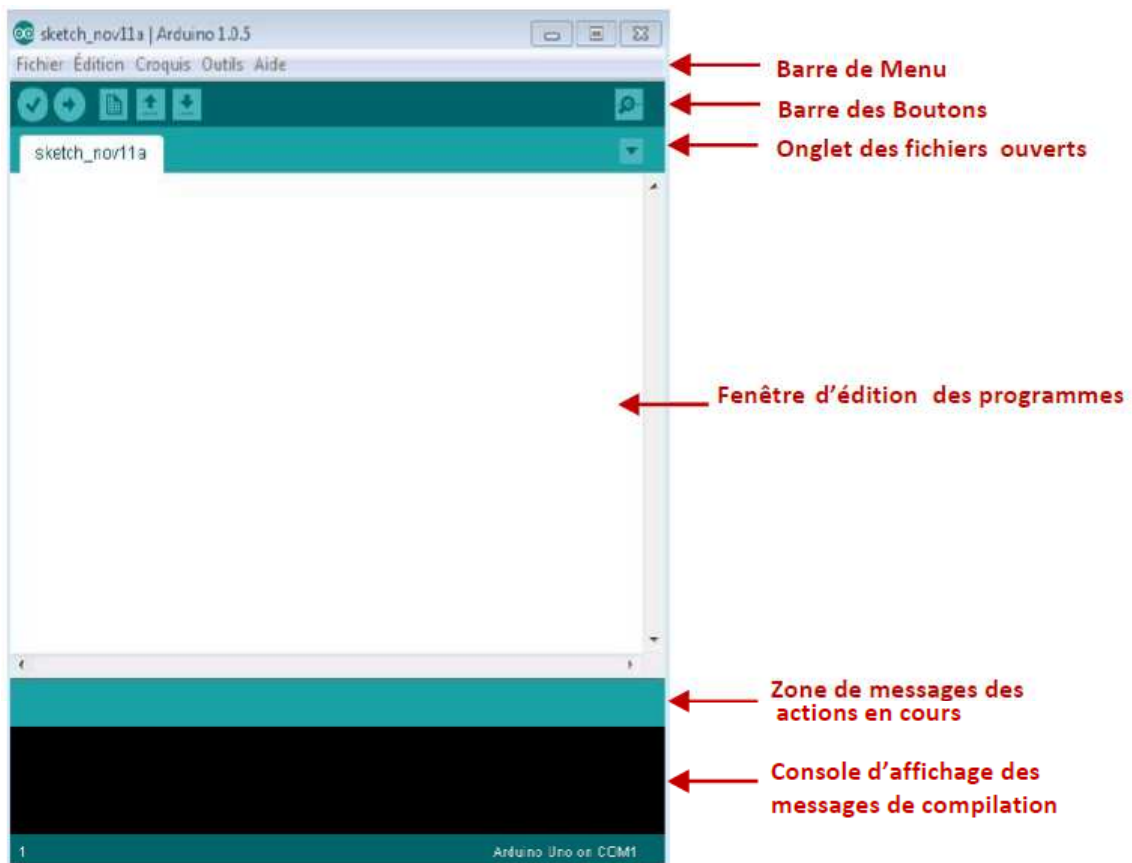 sketch_nov11a | Arduino 1.0.5
Fichier Édition Croquis Outils Aide
Barre de Menu
Barre des Boutons
sketch_nov11a
Onglet des fichiers ouverts
Fenêtre d’édition des programmes
Zone de messages des
actions en cours
Console d’affichage des
messages de compilation
1
Arduino Uno on COM1